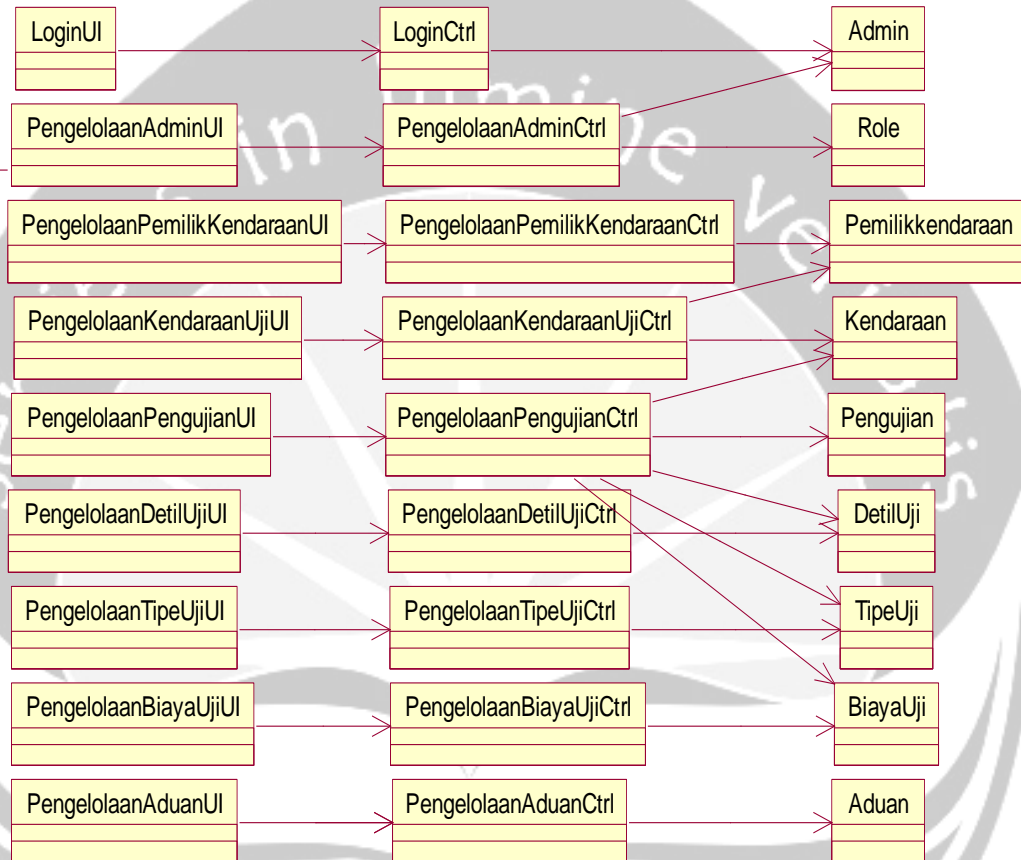 LoginUI LoginCtrl Admin
PengelolaanAdminUI PengelolaanAdminCtrl Role
PengelolaanPemilikKendaraanUI PengelolaanPemilikKendaraanCtrl Pemilikkendaraan
PengelolaanKendaraanUjiUI PengelolaanKendaraanUjiCtrl Kendaraan
PengelolaanPengujianUI PengelolaanPengujianCtrl Pengujian
PengelolaanDetilUjiUI PengelolaanDetilUjiCtrl DetilUji
PengelolaanTipeUjiUI PengelolaanTipeUjiCtrl TipeUji
PengelolaanBiayaUjiUI PengelolaanBiayaUjiCtrl BiayaUji
PengelolaanAduanUI PengelolaanAduanCtrl Aduan
in